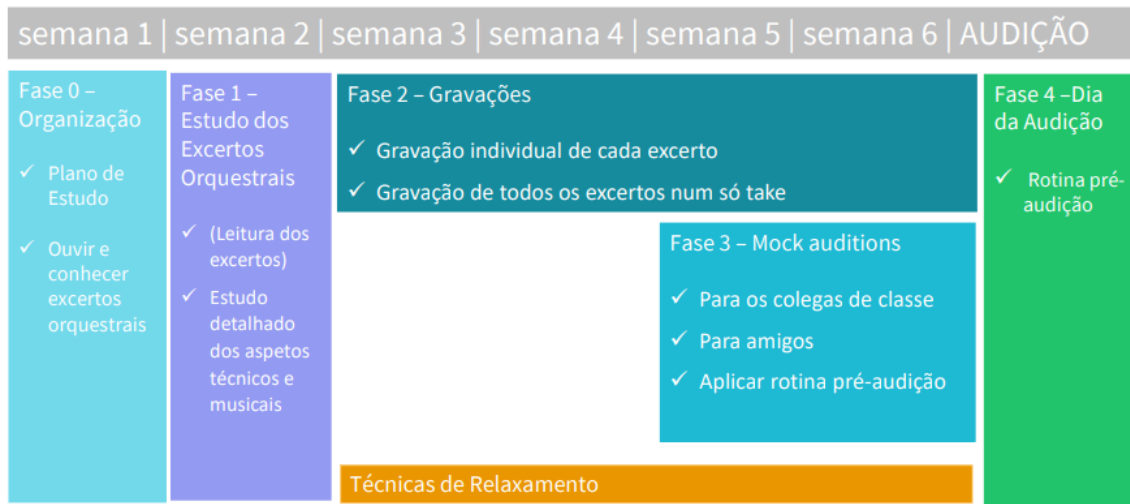 semana 1 | semana 2 | semana 3 | semana 4 | semana 5 | semana 6 | AUDIÇÃO
Fase 0 –
Organização
✓ Plano de
Estudo
✓ Ouvir e
conhecer
excertos
orquestrais
Fase 1 –
Estudo dos
Excertos
Orquestrais
✓ (Leitura dos
excertos)
✓ Estudo
detalhado
dos aspetos
técnicos e
musicais
Fase 2 – Gravações
✓ Gravação individual de cada excerto
✓ Gravação de todos os excertos num só take
Fase 3 – Mock auditions
✓ Para os colegas de classe
✓ Para amigos
✓ Aplicar rotina pré-audição
Técnicas de Relaxamento
Fase 4 –Dia
da Audição
✓ Rotina pré-
audição